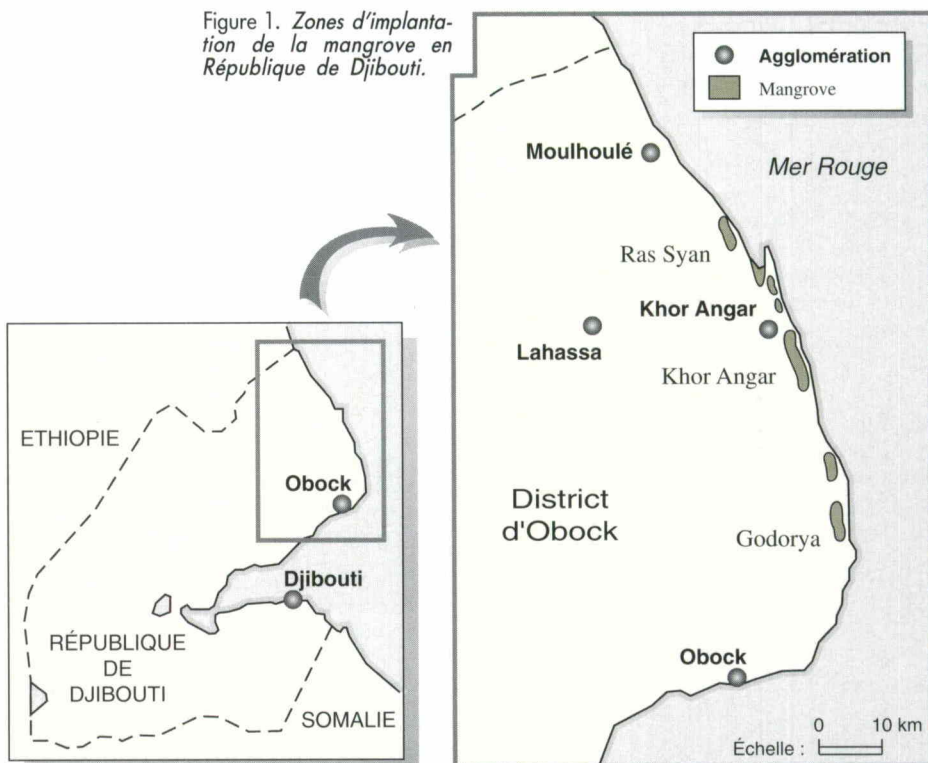 Figure 1. Zones d'implanta-
tion de la mangrove en
République de Djibouti.
Agglomération
Mangrove
Moulhoulé
Mer Rouge
Ras Syan
Khor Angar
Lahassa
Khor Angar
District
d'Obock
Godorya
Obock
0 10 km
Échelle :
ETHIOPIE
Obock
Djibouti
RÉPUBLIQUE
DE
DJIBOUTI
SOMALIE